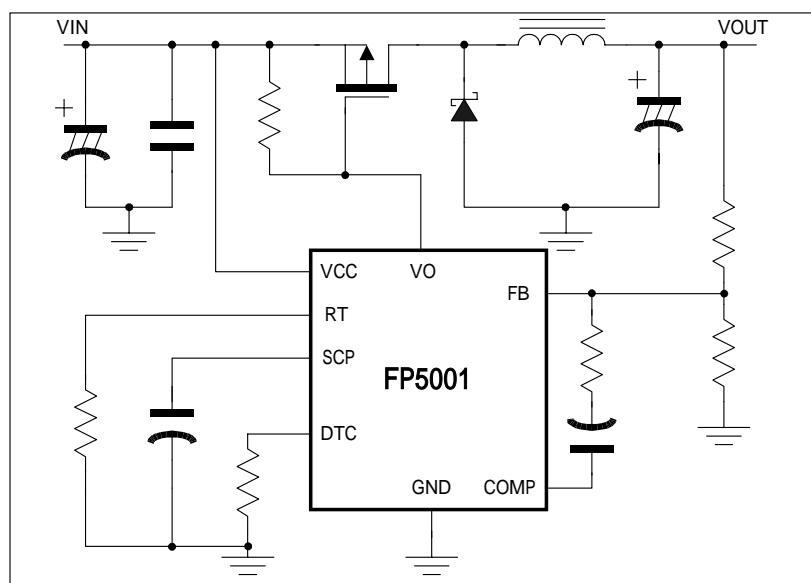 VIN
VOUT
+
+
VCC
VO
FB
RT
SCP
FP5001
DTC
GND
COMP